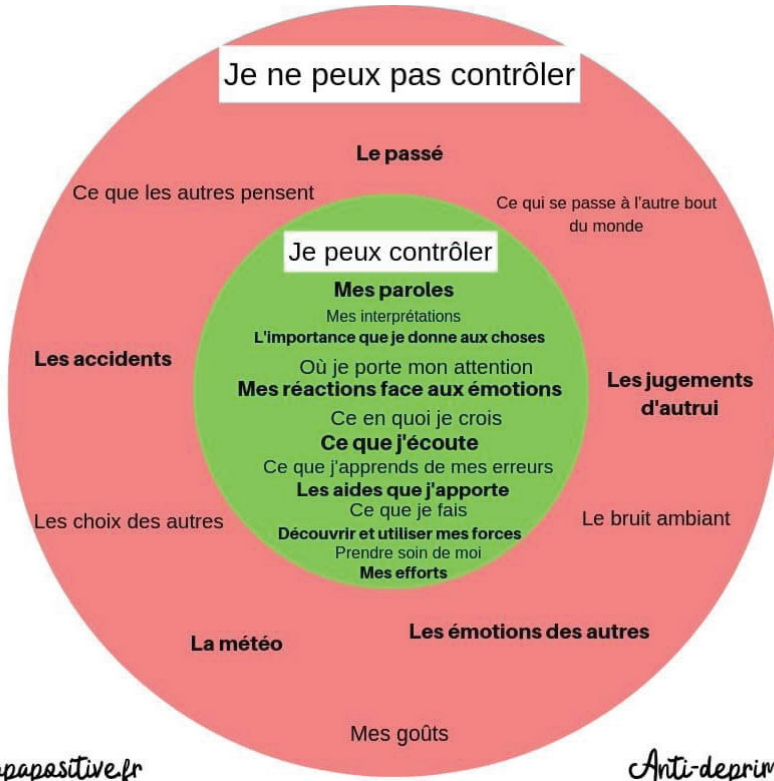 Je ne peux pas contrôler
Le passé
Ce que les autres pensent
Ce qui se passe à l'autre bout
du monde
Je peux contrôler
Mes paroles
Mes interprétations
L'importance que je donne aux choses
Où je porte mon attention
Mes réactions face aux émotions
Ce en quoi je crois
Ce que j'écoute
Ce que j'apprends de mes erreurs
Les aides que j'apporte
Ce que je fais
Découvrir et utiliser mes forces
Prendre soin de moi
Mes efforts
Les accidents
Les jugements
d'autrui
Les choix des autres
Le bruit ambiant
La météo
Les émotions des autres
Mes goûts
papapositive.fr
Anti-deprim